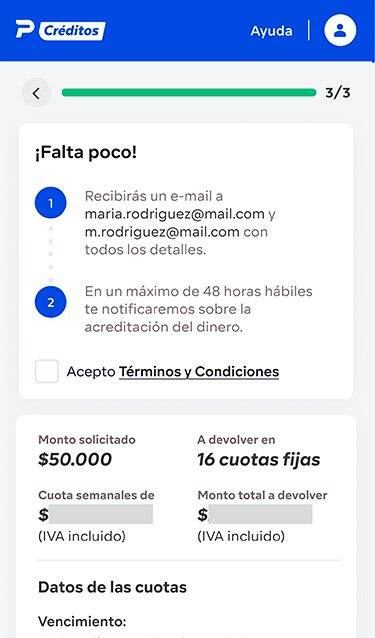 P Créditos
Ayuda
3/3
¡Falta poco!
1
Recibirás un e-mail a
maria.rodriguez@mail.com y
m.rodriguez@mail.com con
todos los detalles.
2
En un máximo de 48 horas hábiles
te notificaremos sobre la
acreditación del dinero.
Acepto Términos y Condiciones
Monto solicitado
$50.000
A devolver en
16 cuotas fijas
Cuota semanales de
$
(IVA incluido)
Monto total a devolver
$
(IVA incluido)
Datos de las cuotas
Vencimiento: